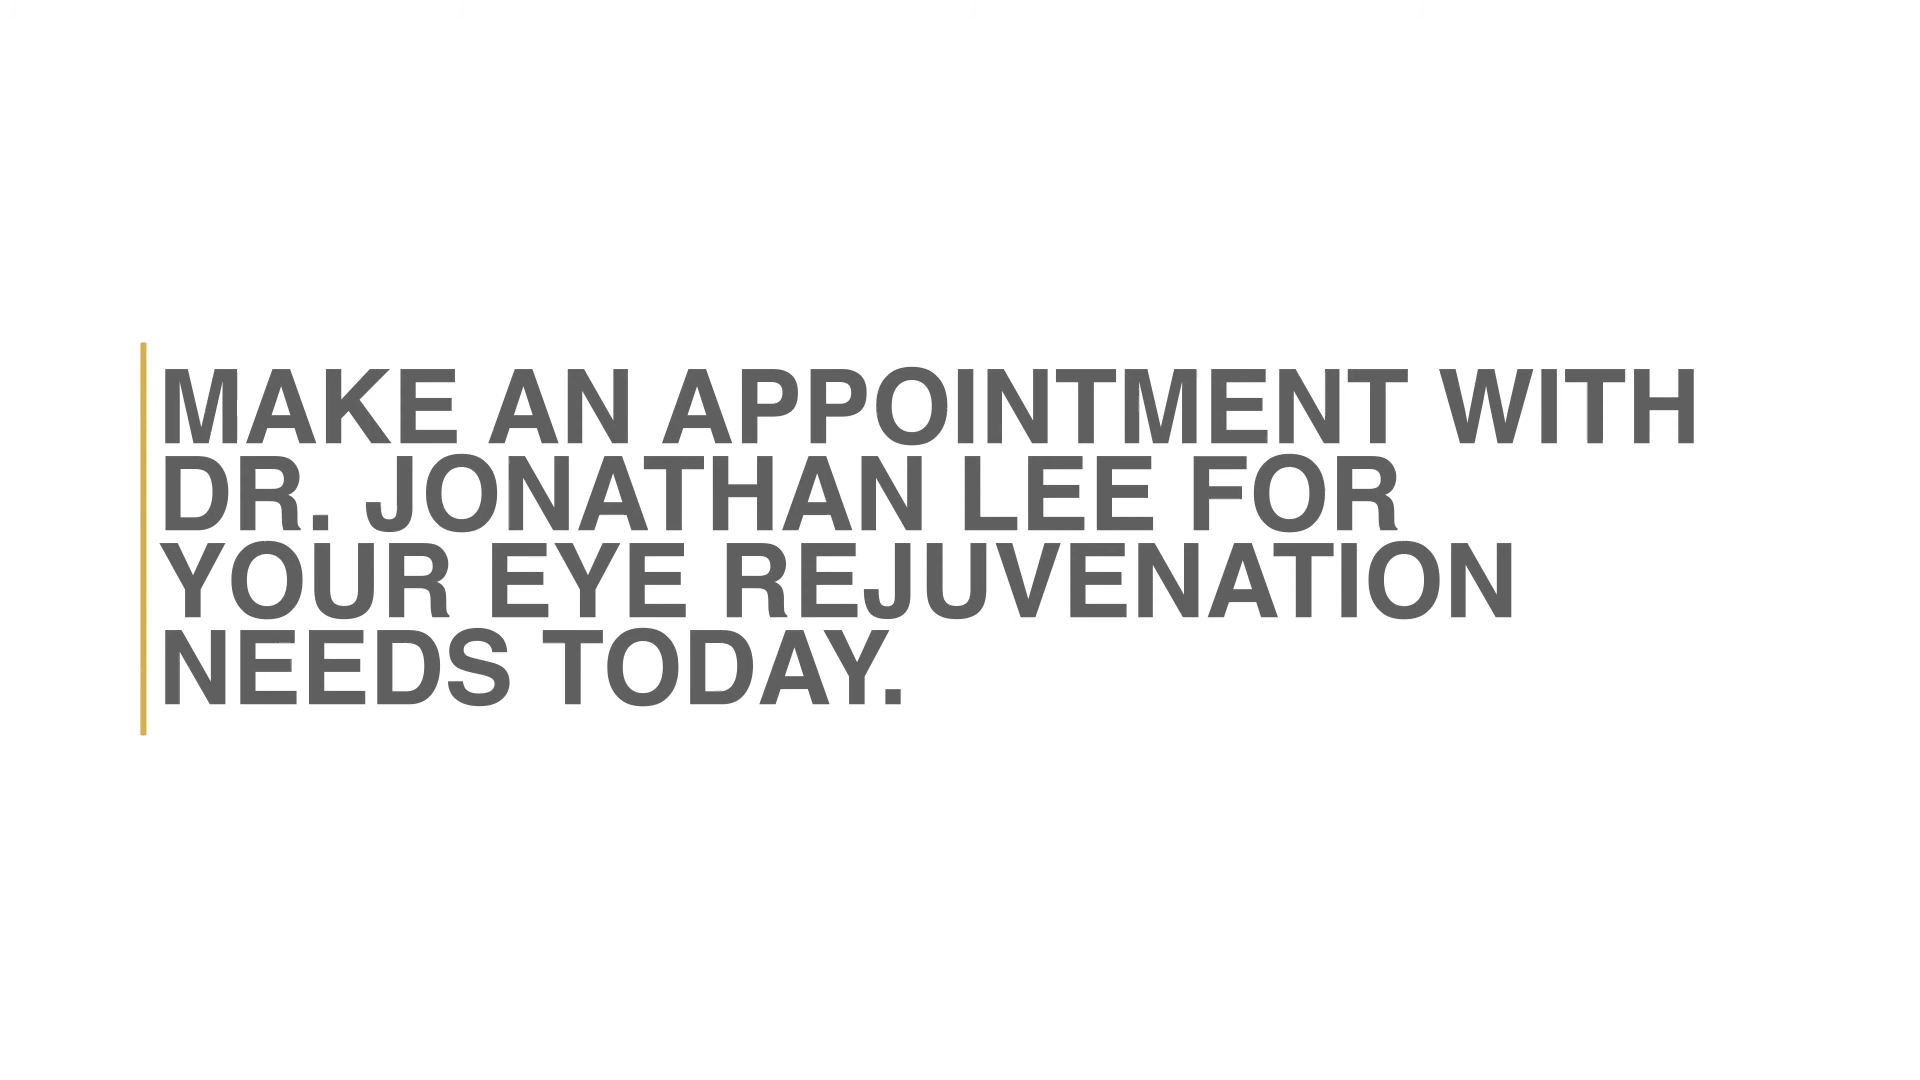 MAKE AN APPOINTMENT WITH
DR. JONATHAN LEE FOR
YOUR EYE REJUVENATION
NEEDS TODAY.